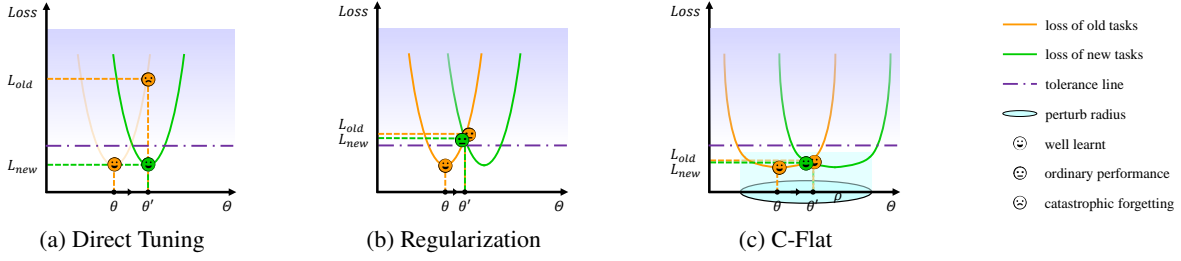 Loss
L_old
L_new
θ
θ′
Θ
(a) Direct Tuning
Loss
L_old
L_new
θ
θ′
Θ
(b) Regularization
Loss
L_old
L_new
θ
θ′
ρ
Θ
(c) C-Flat
loss of old tasks
loss of new tasks
tolerance line
perturb radius
well learnt
ordinary performance
catastrophic forgetting